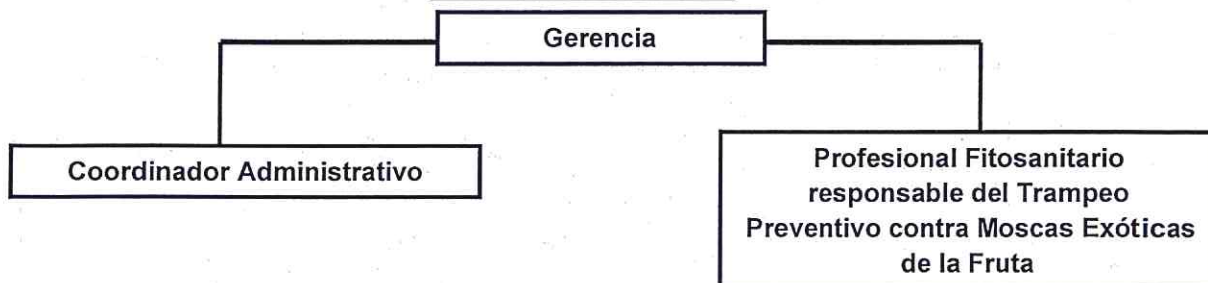 Gerencia
Coordinador Administrativo
Profesional Fitosanitario
responsable del Trampeo
Preventivo contra Moscas Exóticas
de la Fruta